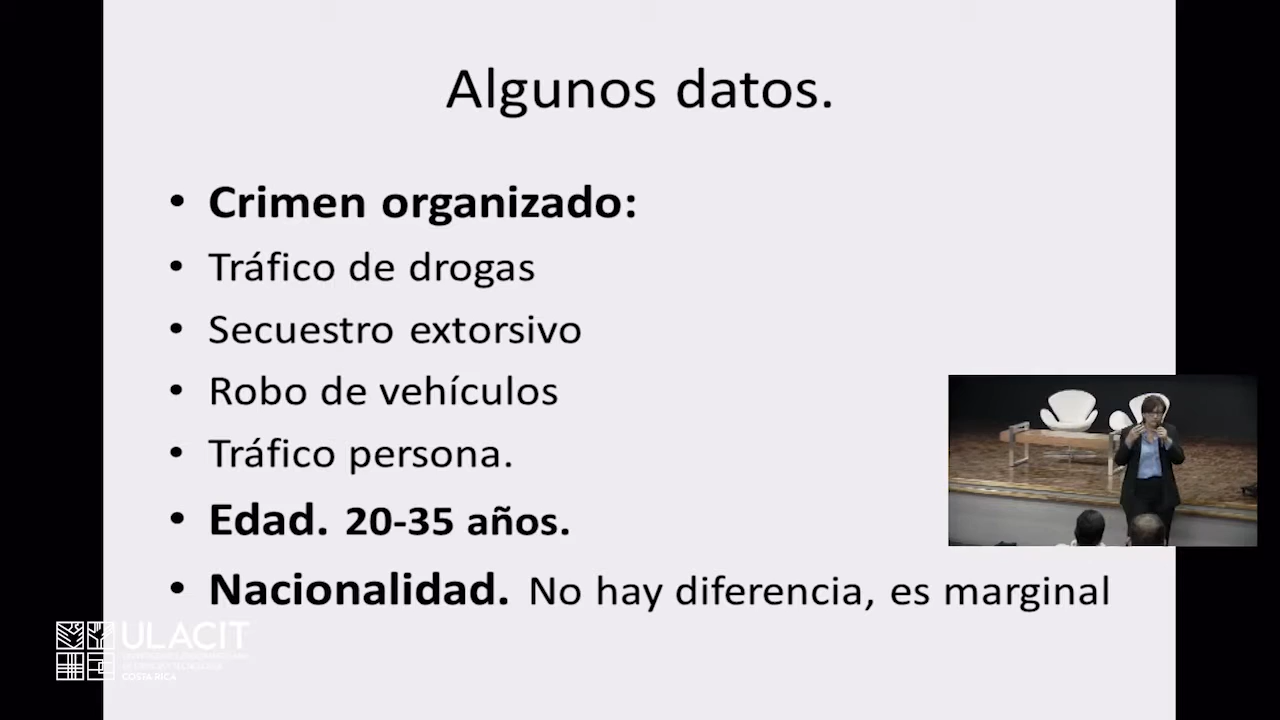 Algunos datos.
• Crimen organizado:
• Tráfico de drogas
• Secuestro extorsivo
• Robo de vehículos
• Tráfico persona.
• Edad. 20-35 años.
• Nacionalidad. No hay diferencia, es marginal
ULACIT
COSTA RICA